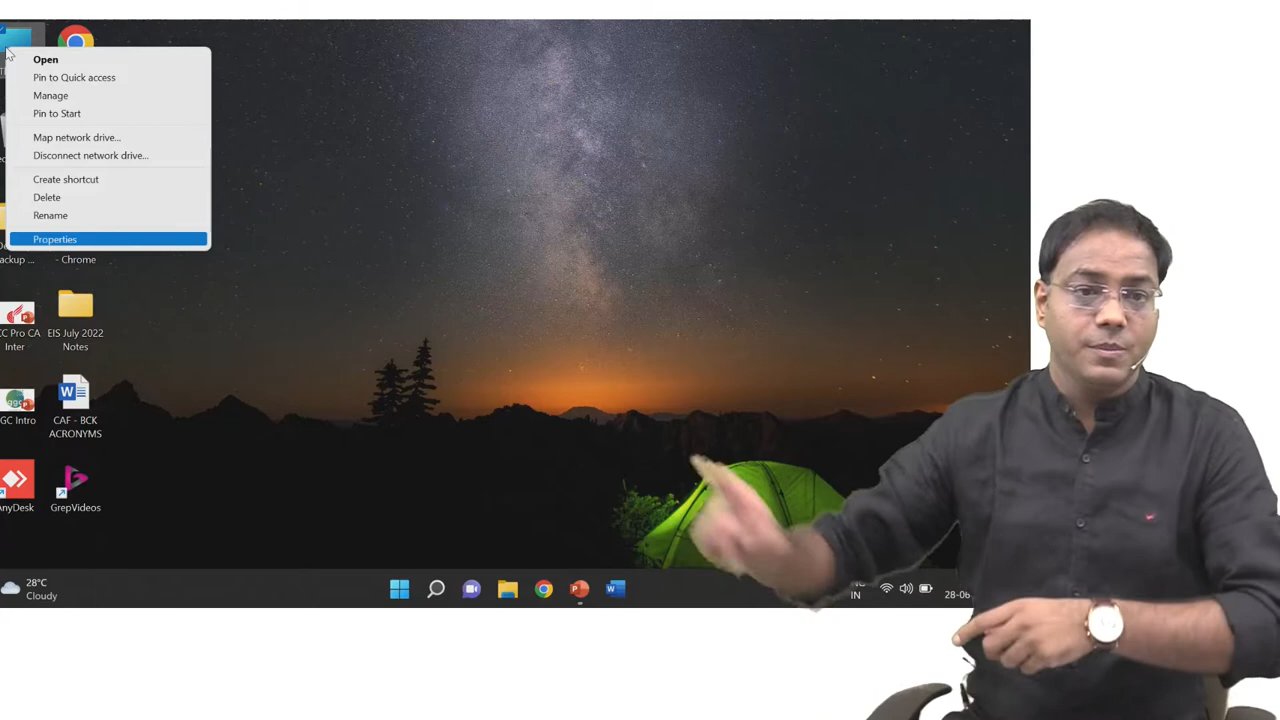 Open
Pin to Quick access
Manage
Pin to Start
Map network drive...
Disconnect network drive...
Create shortcut
Delete
Rename
Properties
ackup ...
- Chrome
CC Pro CA
Inter
EIS July 2022
Notes
GC Intro
CAF - BCK
ACRONYMS
AnyDesk
GrepVideos
28°C
Cloudy
IN
28-06